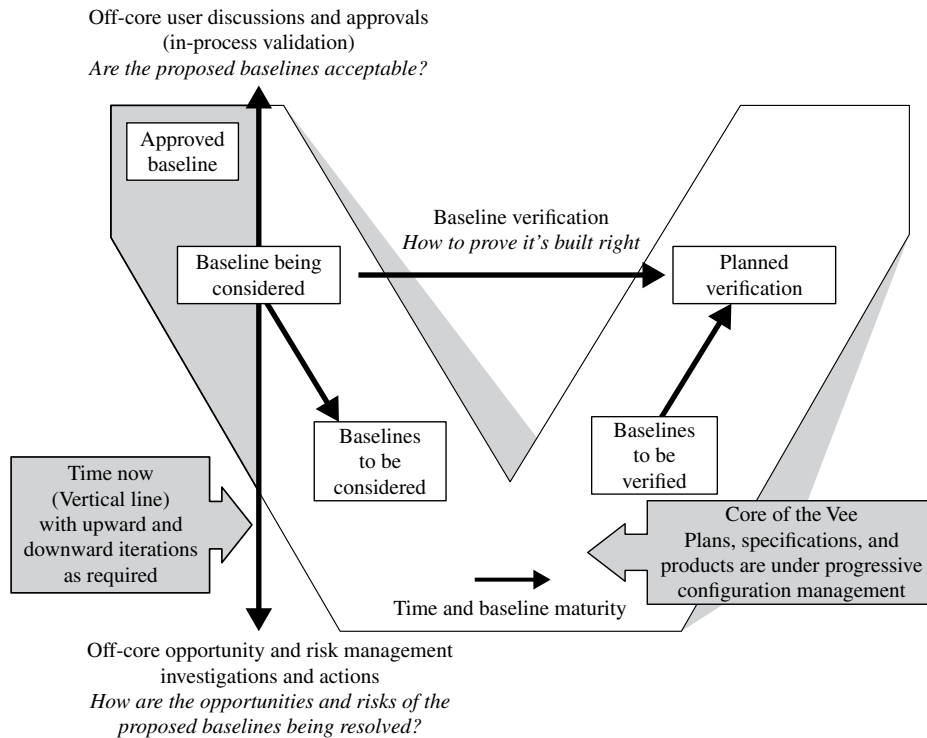 Off-core user discussions and approvals
(in-process validation)
Are the proposed baselines acceptable?
Approved
baseline
Baseline verification
How to prove it's built right
Baseline being
considered
Planned
verification
Baselines
to be
considered
Baselines
to be
verified
Time now
(Vertical line)
with upward and
downward iterations
as required
Core of the Vee
Plans, specifications, and
products are under progressive
configuration management
Time and baseline maturity
Off-core opportunity and risk management
investigations and actions
How are the opportunities and risks of the
proposed baselines being resolved?